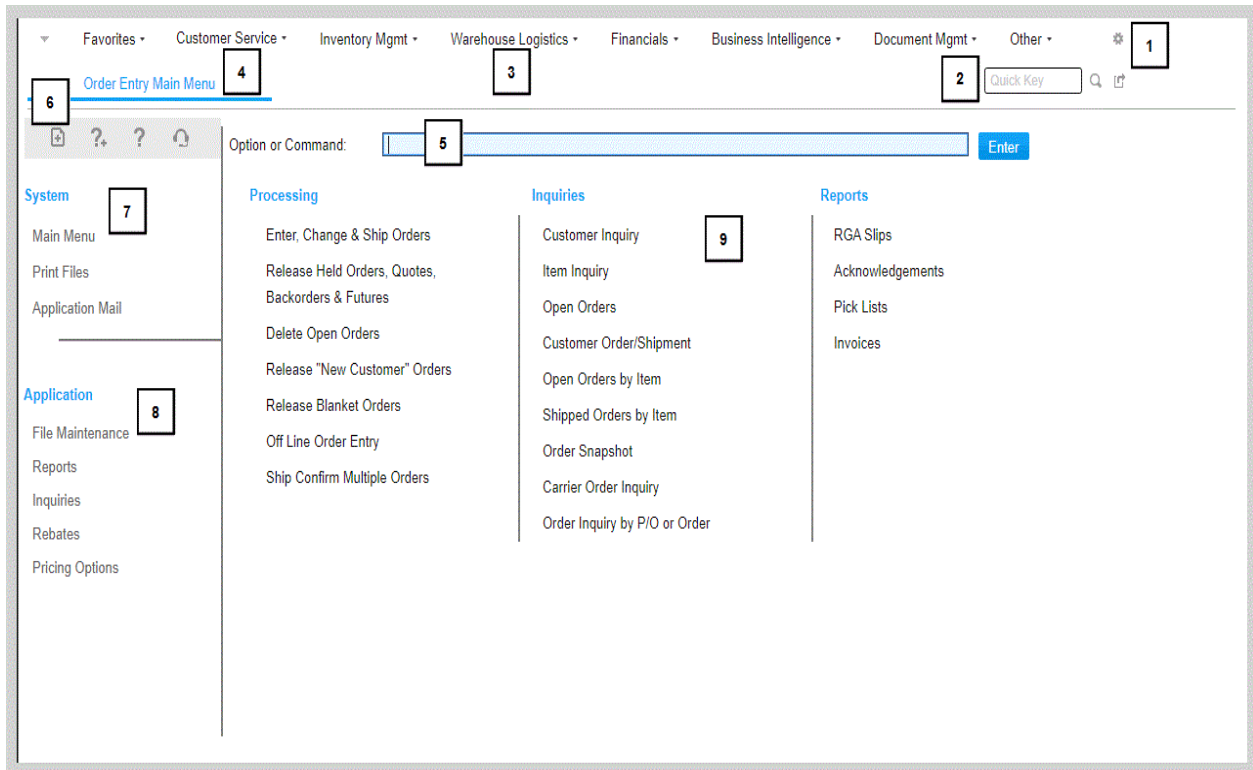 Favorites Customer Service Inventory Mgmt Warehouse Logistics Financials Business Intelligence Document Mgmt Other 1
Order Entry Main Menu 4 3 2 Quick Key
6
?+ ?
Option or Command: 5 Enter
System
7
Main Menu
Print Files
Application Mail
Application
8
File Maintenance
Reports
Inquiries
Rebates
Pricing Options
Processing
Enter, Change & Ship Orders
Release Held Orders, Quotes,
Backorders & Futures
Delete Open Orders
Release "New Customer" Orders
Release Blanket Orders
Off Line Order Entry
Ship Confirm Multiple Orders
Inquiries
9
Customer Inquiry
Item Inquiry
Open Orders
Customer Order/Shipment
Open Orders by Item
Shipped Orders by Item
Order Snapshot
Carrier Order Inquiry
Order Inquiry by P/O or Order
Reports
RGA Slips
Acknowledgements
Pick Lists
Invoices